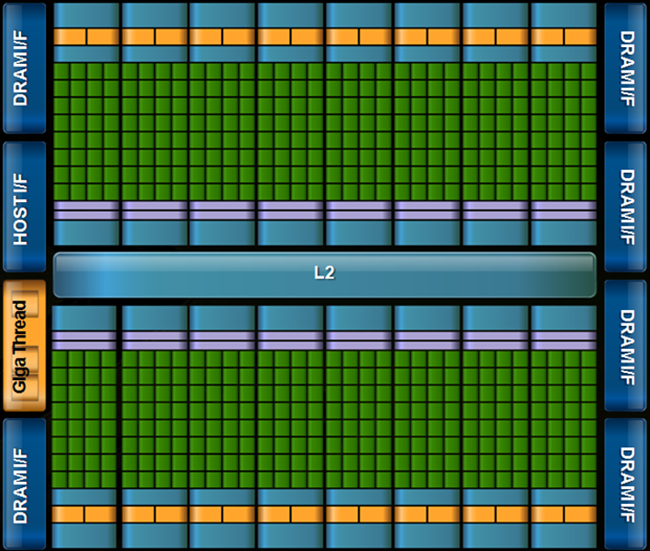 DRAM I/F
HOST I/F
Giga Thread
DRAM I/F
L2
DRAM I/F
DRAM I/F
DRAM I/F
DRAM I/F